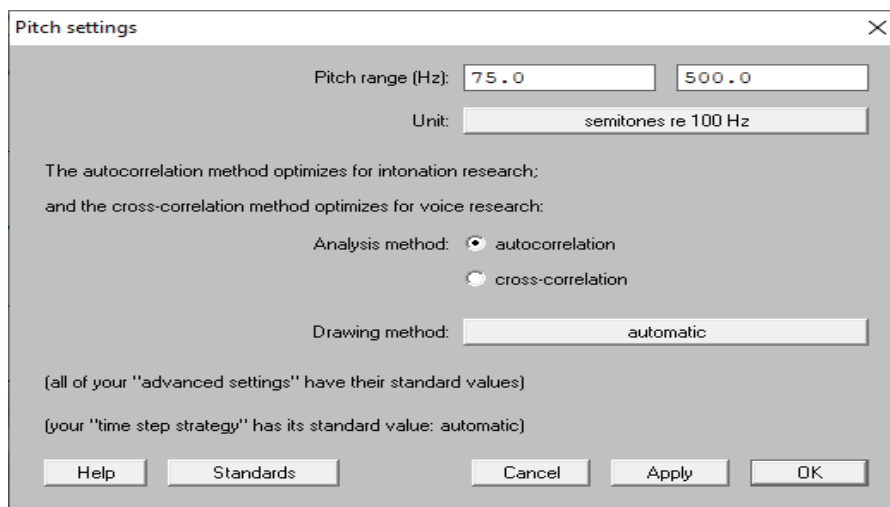 Pitch settings
Pitch range (Hz): 75.0 500.0
Unit: semitones re 100 Hz
The autocorrelation method optimizes for intonation research;
and the cross-correlation method optimizes for voice research:
Analysis method: autocorrelation
cross-correlation
Drawing method: automatic
(all of your "advanced settings" have their standard values)
(your "time step strategy" has its standard value: automatic)
Help Standards Cancel Apply OK